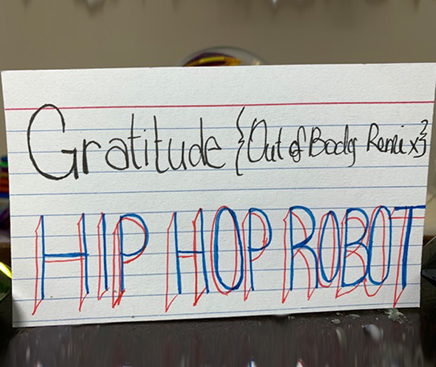 Gratitude {Out of Body Remix}
HIP HOP ROBOT